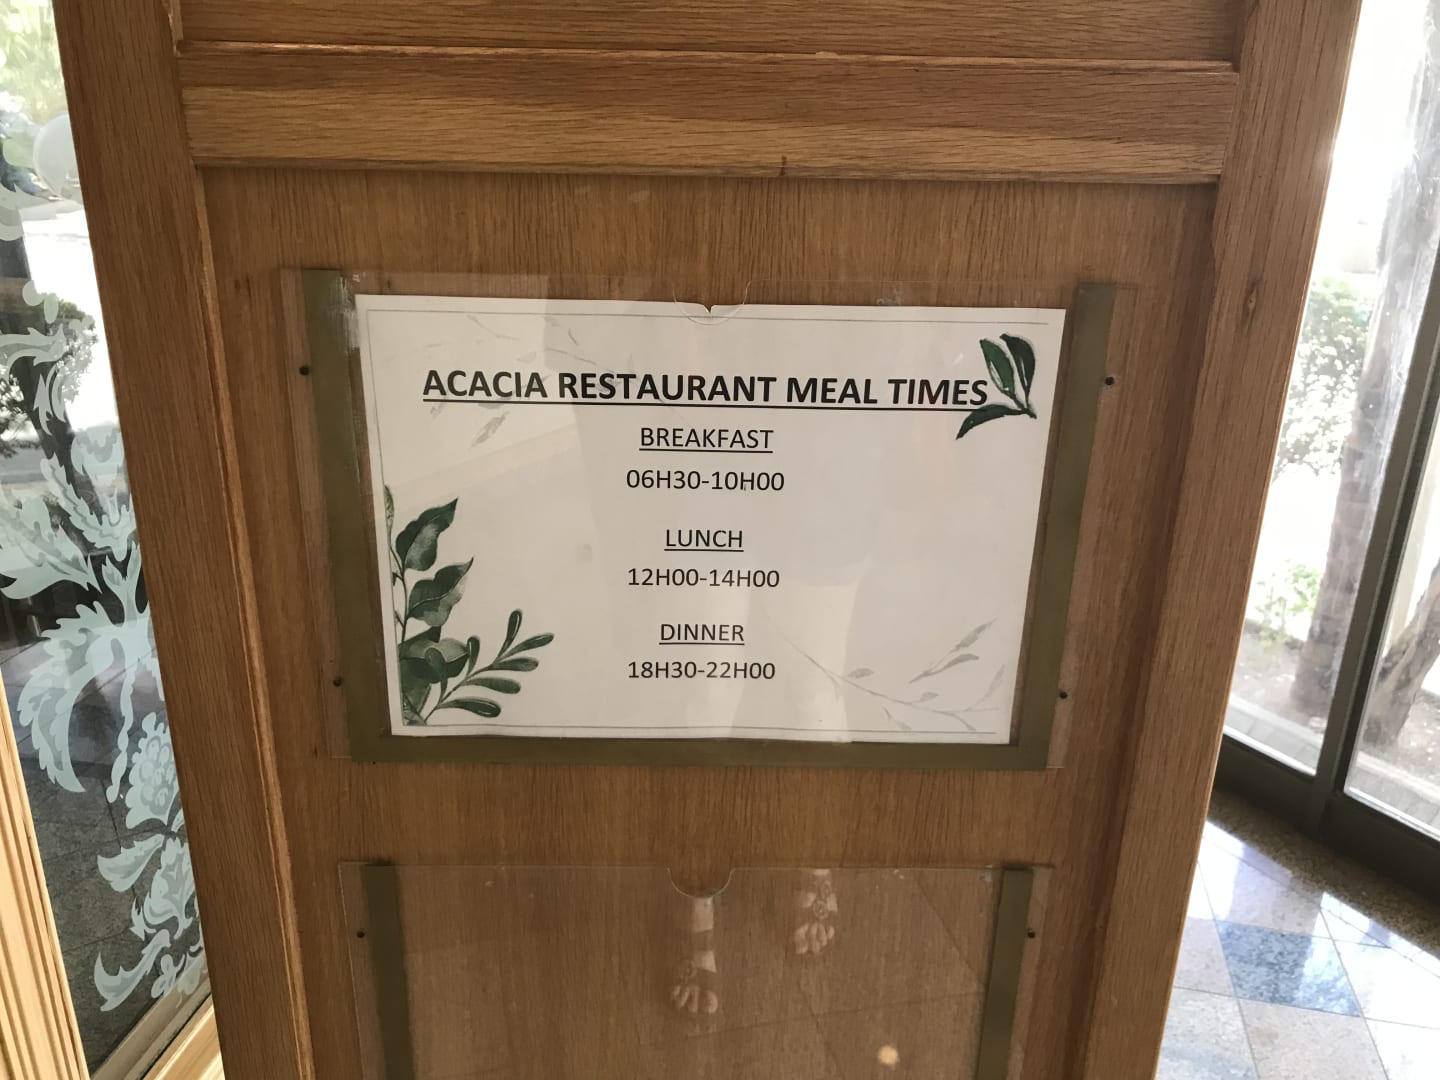 ACACIA RESTAURANT MEAL TIMES
BREAKFAST
06H30-10H00
LUNCH
12H00-14H00
DINNER
18H30-22H00